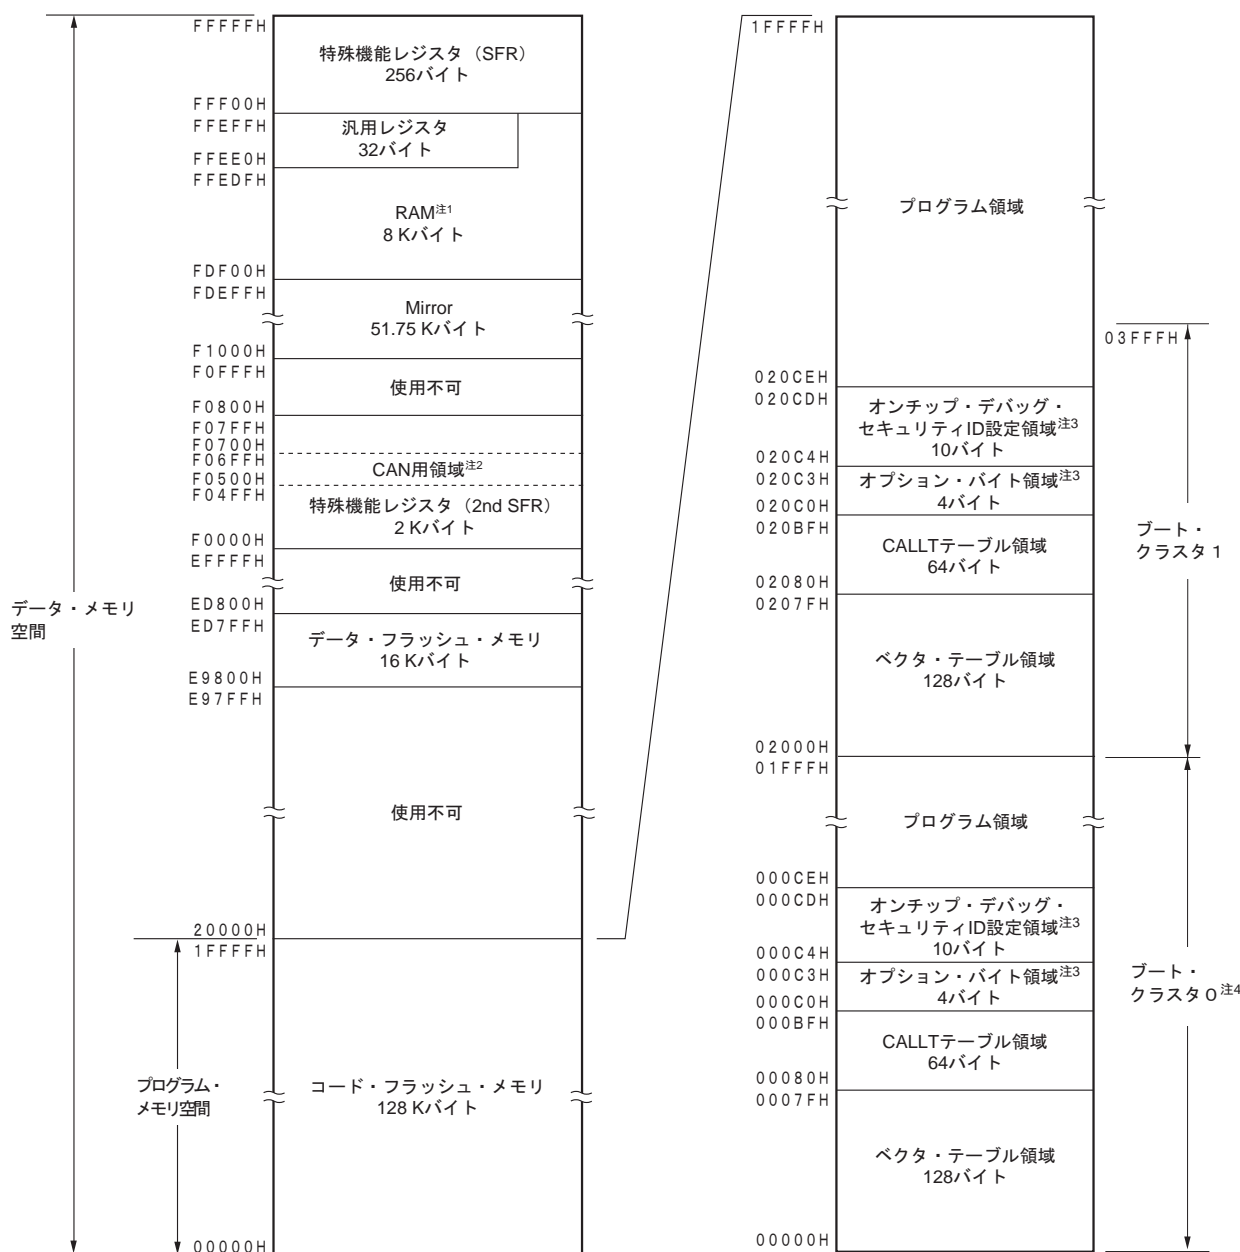 FFFFFH
特殊機能レジスタ（SFR）
256バイト
FFF00H
FFEFFH
汎用レジスタ
32バイト
FFEE0H
FFEDFH
RAM注1
8 Kバイト
FDF00H
FDEFFH
Mirror
51.75 Kバイト
F1000H
F0FFFH
使用不可
F0800H
F07FFH
F0700H
F06FFH
CAN用領域注2
F0500H
F04FFH
特殊機能レジスタ（2nd SFR）
2 Kバイト
F0000H
EFFFFH
使用不可
ED800H
ED7FFH
データ・フラッシュ・メモリ
16 Kバイト
E9800H
E97FFH
使用不可
20000H
1FFFFH
コード・フラッシュ・メモリ
128 Kバイト
00000H
データ・メモリ
空間
プログラム・
メモリ空間
1FFFFH
プログラム領域
03FFFH
020CEH
020CDH
オンチップ・デバッグ・
セキュリティID設定領域注3
10バイト
020C4H
020C3H
オプション・バイト領域注3
4バイト
020C0H
020BFH
CALLTテーブル領域
64バイト
02080H
0207FH
ベクタ・テーブル領域
128バイト
02000H
01FFFH
ブート・
クラスタ1
プログラム領域
000CEH
000CDH
オンチップ・デバッグ・
セキュリティID設定領域注3
10バイト
000C4H
000C3H
オプション・バイト領域注3
4バイト
000C0H
000BFH
CALLTテーブル領域
64バイト
00080H
0007FH
ベクタ・テーブル領域
128バイト
00000H
ブート・
クラスタ0注4